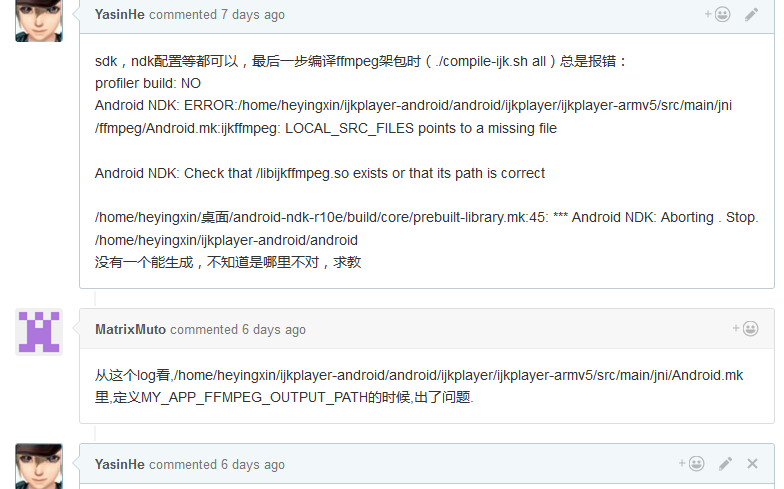 YasinHe commented 7 days ago
sdk，ndk配置等都可以，最后一步编译ffmpeg架包时（./compile-ijk.sh all）总是报错：
profiler build: NO
Android NDK: ERROR:/home/heyingxin/ijkplayer-android/android/ijkplayer/ijkplayer-armv5/src/main/jni
/ffmpeg/Android.mk:ijkffmpeg: LOCAL_SRC_FILES points to a missing file
Android NDK: Check that /libijkffmpeg.so exists or that its path is correct
/home/heyingxin/桌面/android-ndk-r10e/build/core/prebuilt-library.mk:45: *** Android NDK: Aborting . Stop.
/home/heyingxin/ijkplayer-android/android
没有一个能生成，不知道是哪里不对，求教
MatrixMuto commented 6 days ago
从这个log看,/home/heyingxin/ijkplayer-android/android/ijkplayer/ijkplayer-armv5/src/main/jni/Android.mk
里,定义MY_APP_FFMPEG_OUTPUT_PATH的时候,出了问题.
YasinHe commented 6 days ago